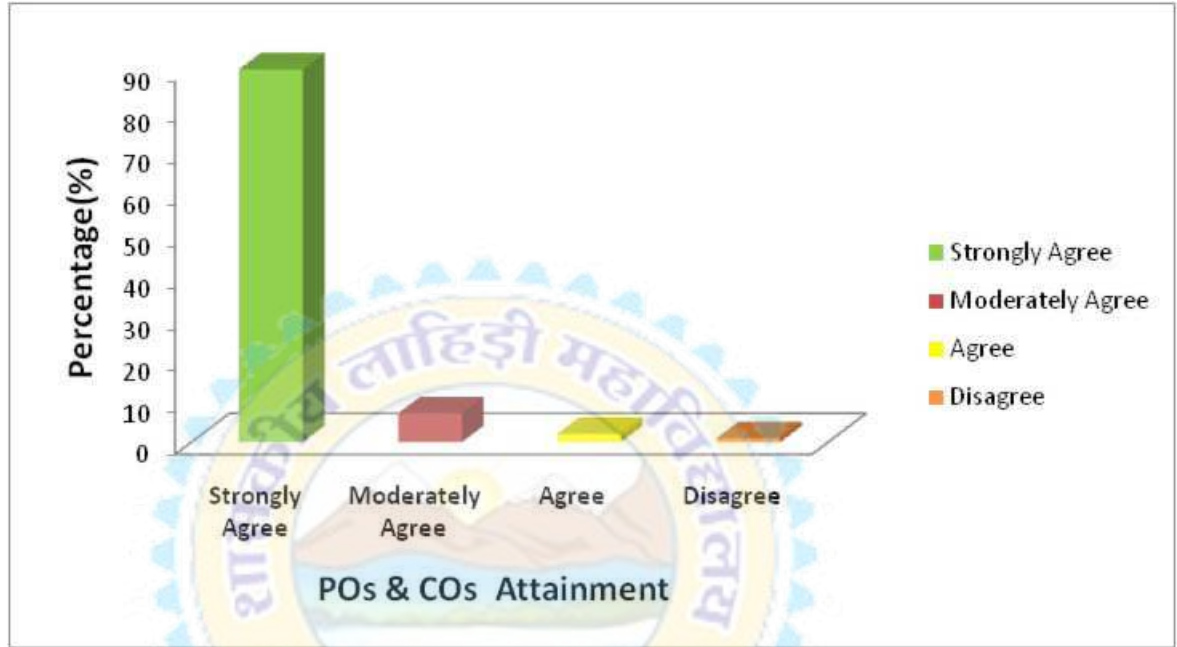 Percentage(%)
90
80
70
60
50
40
30
20
10
0
Strongly
Agree
Moderately
Agree
Agree
Disagree
POs & COs Attainment
Strongly Agree
Moderately Agree
Agree
Disagree
शासकीय लाहिड़ी महाविद्यालय